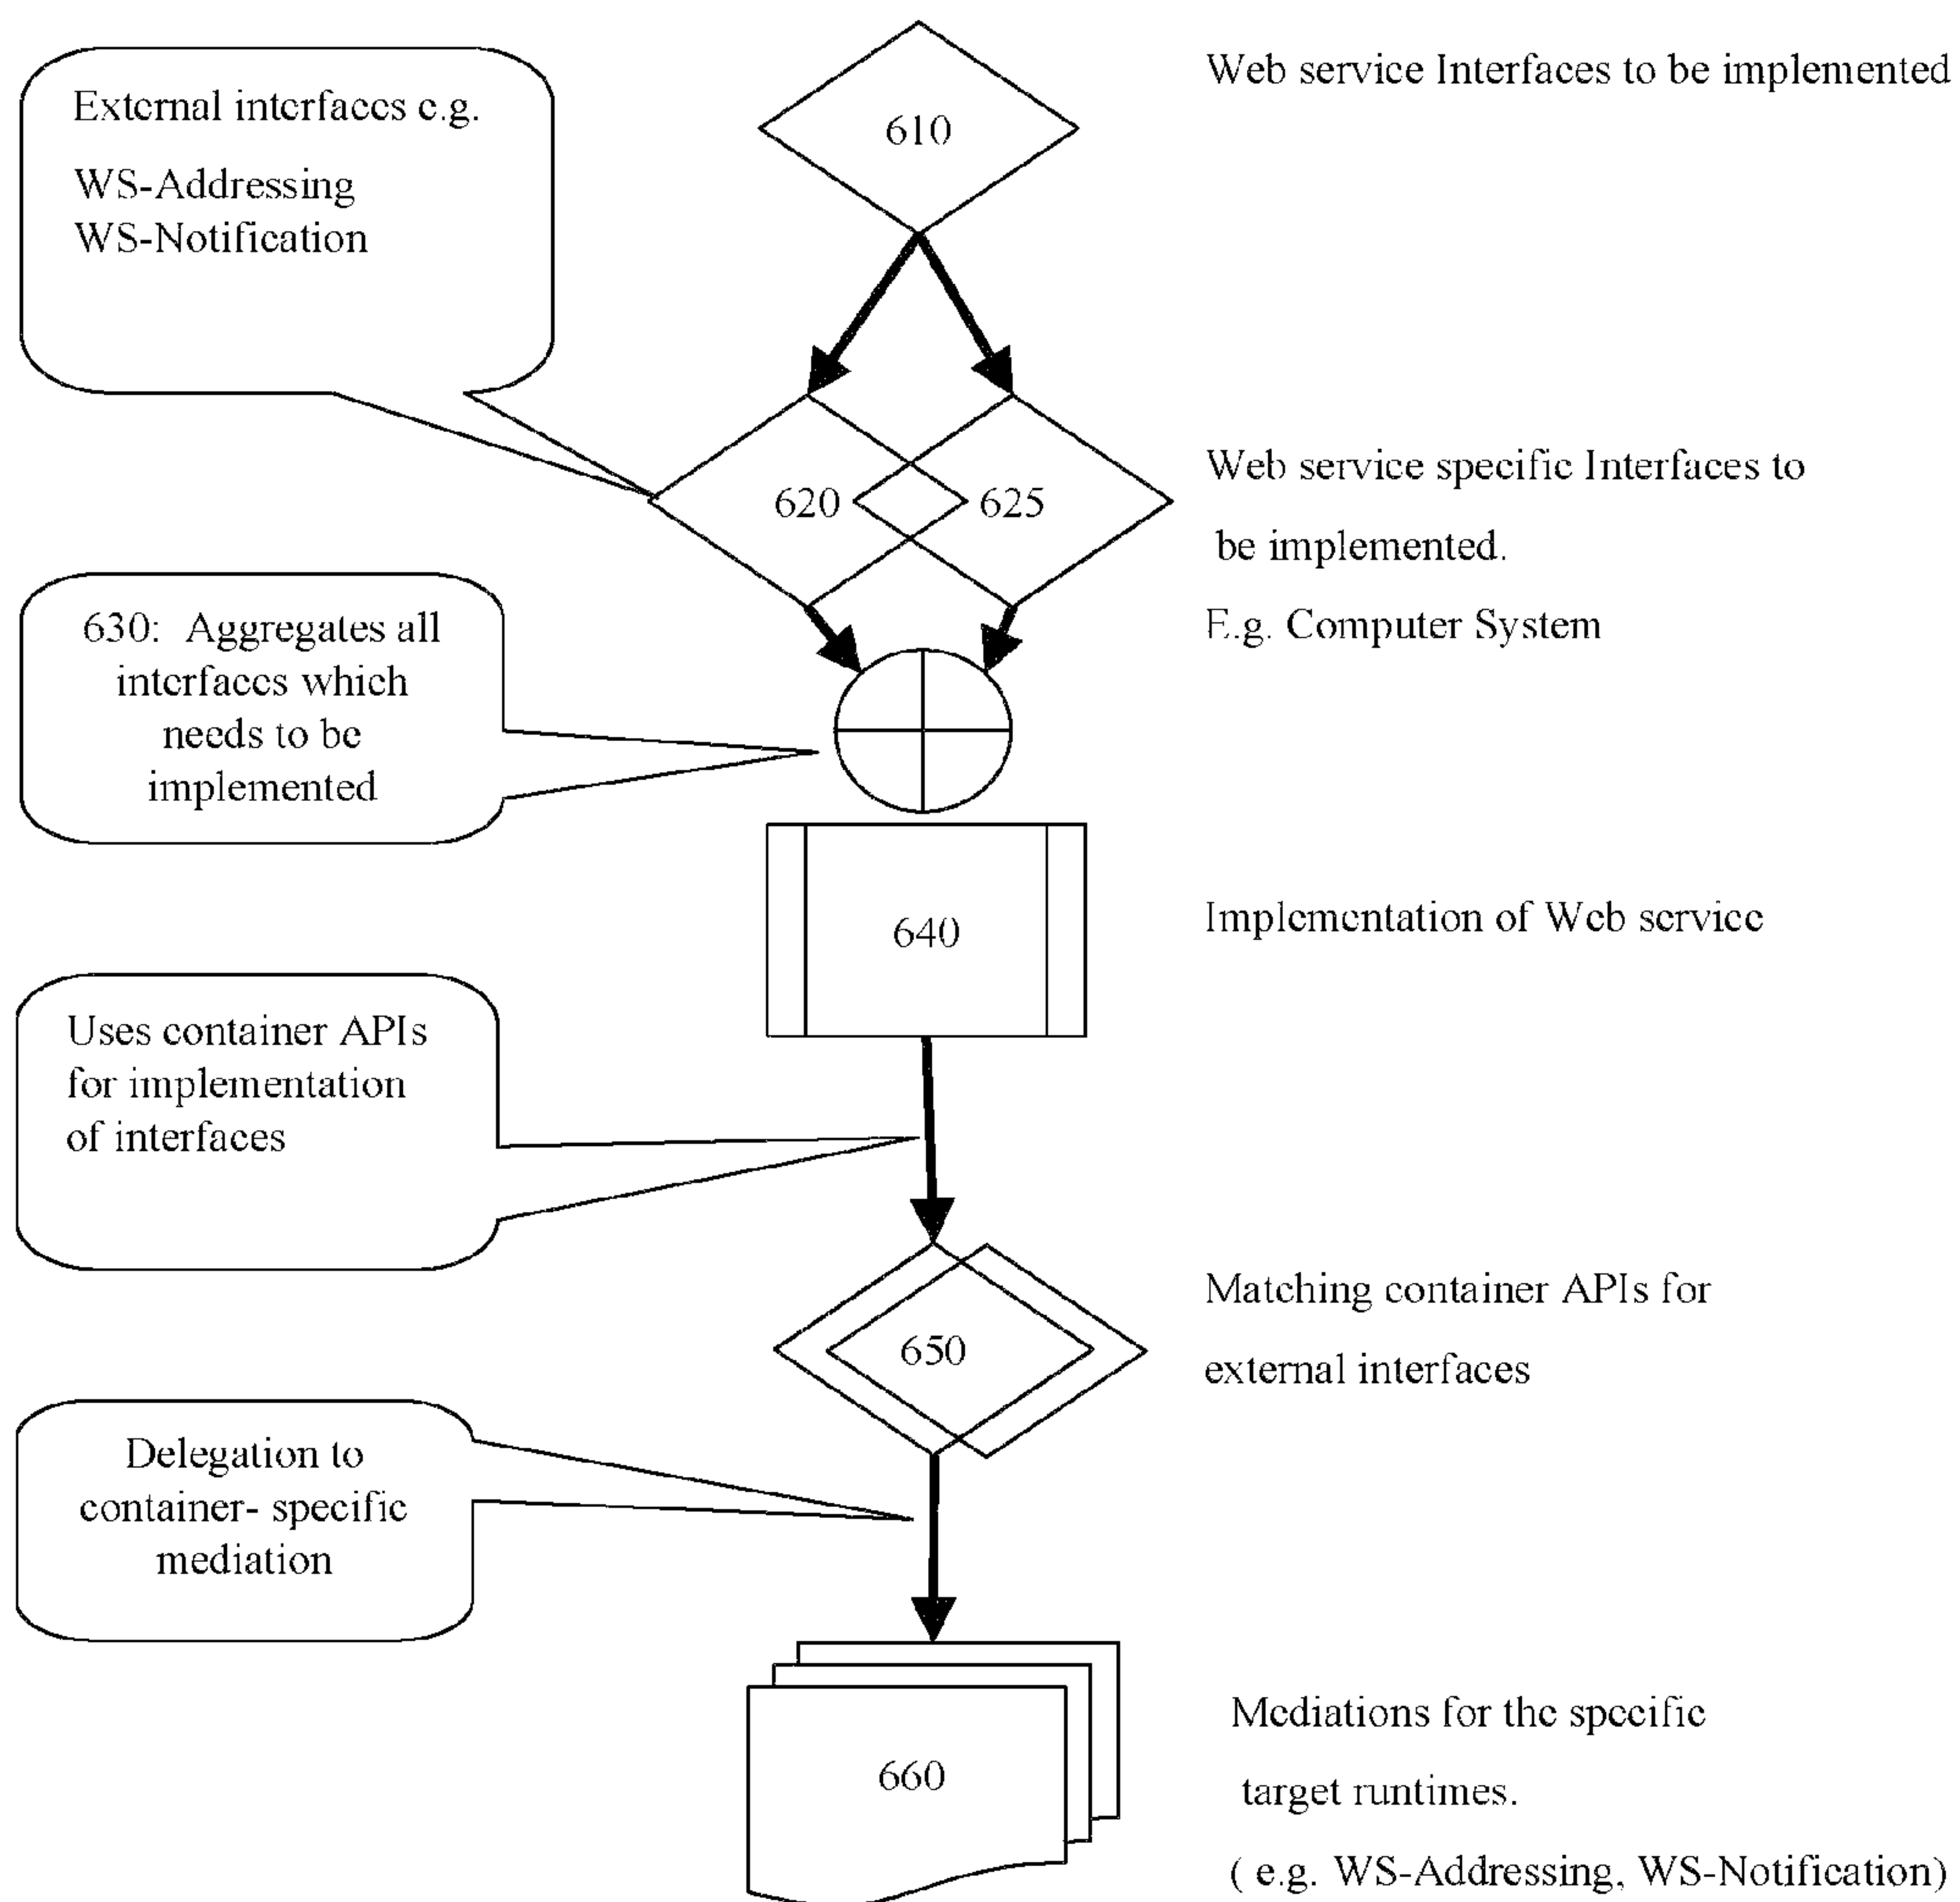 Web service Interfaces to be implemented
External interfaces e.g.
WS-Addressing
WS-Notification
610
Web service specific Interfaces to
be implemented.
E.g. Computer System
620
625
630: Aggregates all
interfaces which
needs to be
implemented
640
Implementation of Web service
Uses container APIs
for implementation
of interfaces
650
Matching container APIs for
external interfaces
Delegation to
container- specific
mediation
660
Mediations for the specific
target runtimes.
( e.g. WS-Addressing, WS-Notification)